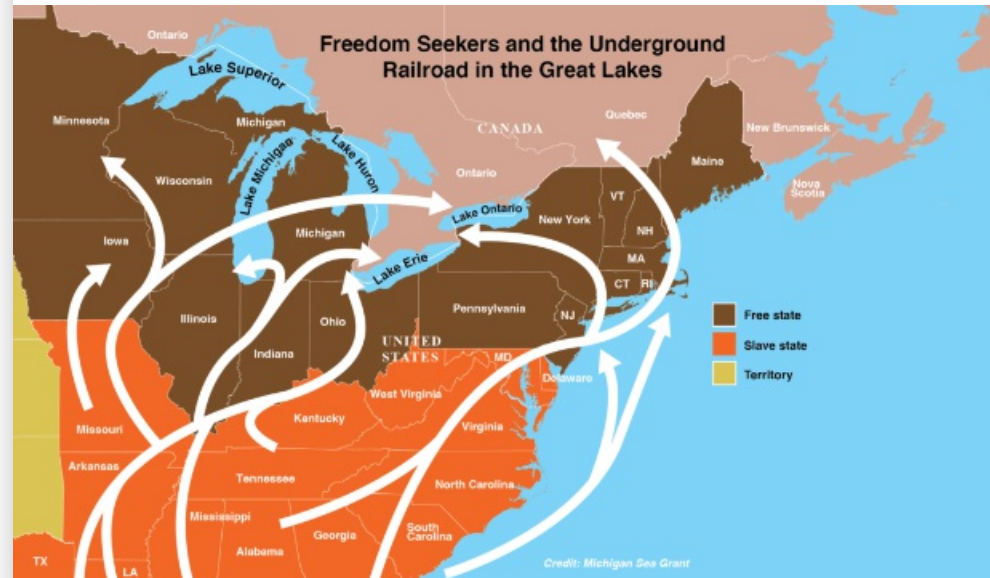 Freedom Seekers and the Underground
Railroad in the Great Lakes
Ontario
Lake Superior
Minnesota
Michigan
Quebec
CANADA
New Brunswick
Lake Michigan
Lake Huron
Maine
Wisconsin
Ontario
Nova
Scotia
VT
Lake Ontario
New York
Iowa
Michigan
NH
MA
Lake Erie
CT
RI
Illinois
Ohio
Pennsylvania
NJ
Free state
UNITED
STATES
Indiana
MD
Slave state
Delaware
Territory
West Virginia
Missouri
Kentucky
Virginia
Arkansas
Tennessee
North Carolina
Mississippi
South
Carolina
Georgia
Alabama
TX
LA
Credit: Michigan Sea Grant